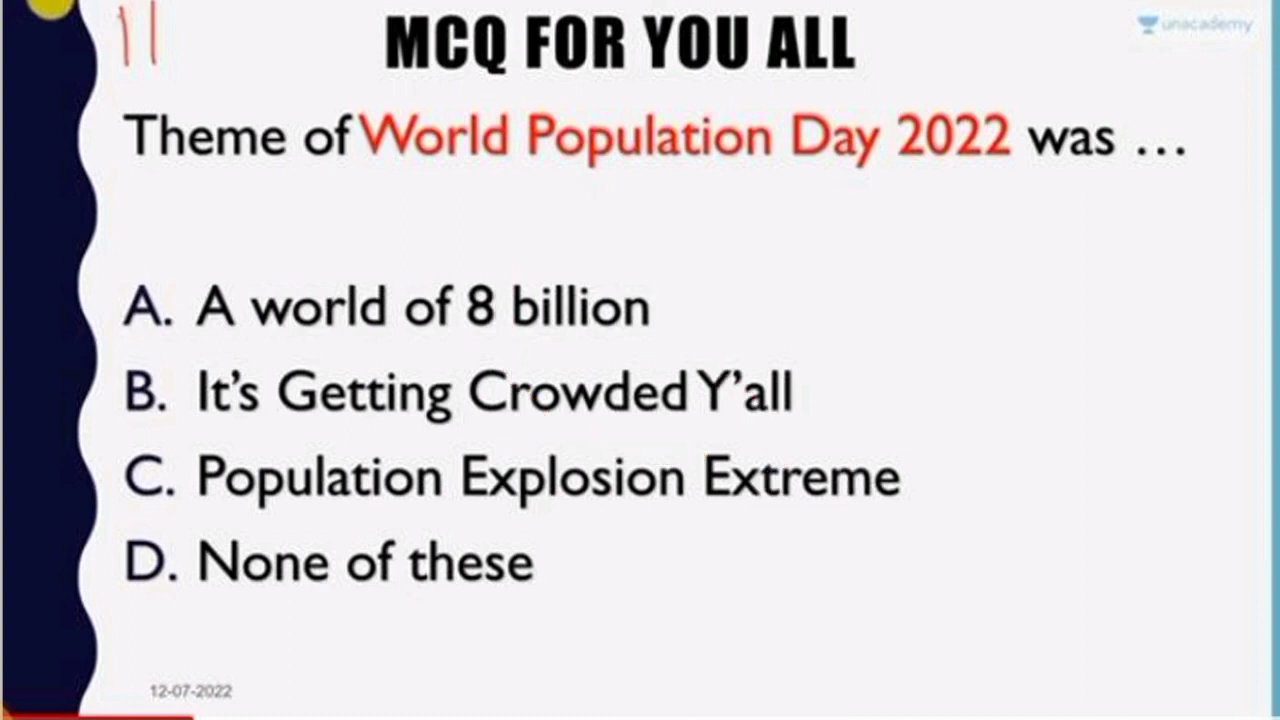 11
MCQ FOR YOU ALL
unacademy
Theme of World Population Day 2022 was ...
A. A world of 8 billion
B. It’s Getting Crowded Y’all
C. Population Explosion Extreme
D. None of these
12-07-2022